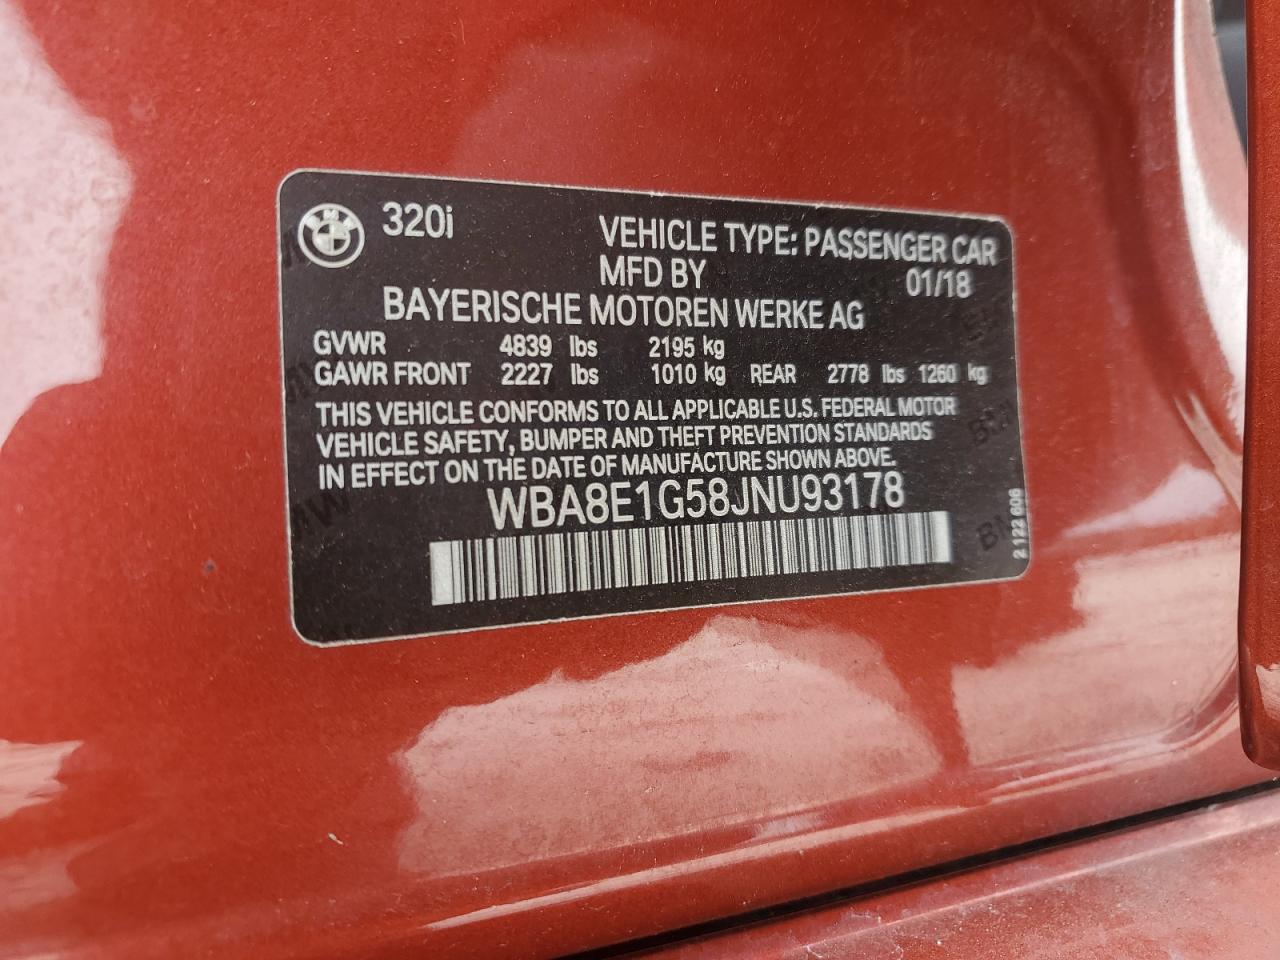 320i
VEHICLE TYPE: PASSENGER CAR
MFD BY 01/18
BAYERISCHE MOTOREN WERKE AG
GVWR 4839 lbs 2195 kg
GAWR FRONT 2227 lbs 1010 kg REAR 2778 lbs 1260 kg
THIS VEHICLE CONFORMS TO ALL APPLICABLE U.S. FEDERAL MOTOR
VEHICLE SAFETY, BUMPER AND THEFT PREVENTION STANDARDS
IN EFFECT ON THE DATE OF MANUFACTURE SHOWN ABOVE.
WBA8E1G58JNU93178
2 122 606